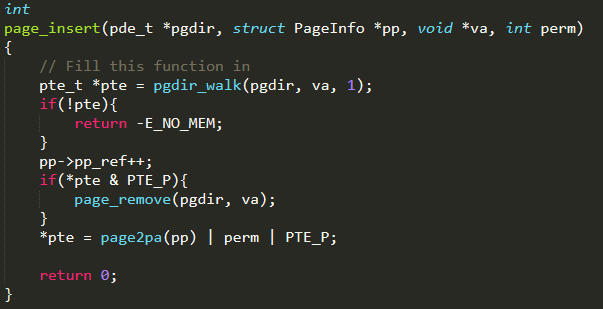 int
page_insert(pde_t *pgdir, struct PageInfo *pp, void *va, int perm)
{
    // Fill this function in
    pte_t *pte = pgdir_walk(pgdir, va, 1);
    if(!pte){
        return -E_NO_MEM;
    }
    pp->pp_ref++;
    if(*pte & PTE_P){
        page_remove(pgdir, va);
    }
    *pte = page2pa(pp) | perm | PTE_P;

    return 0;
}